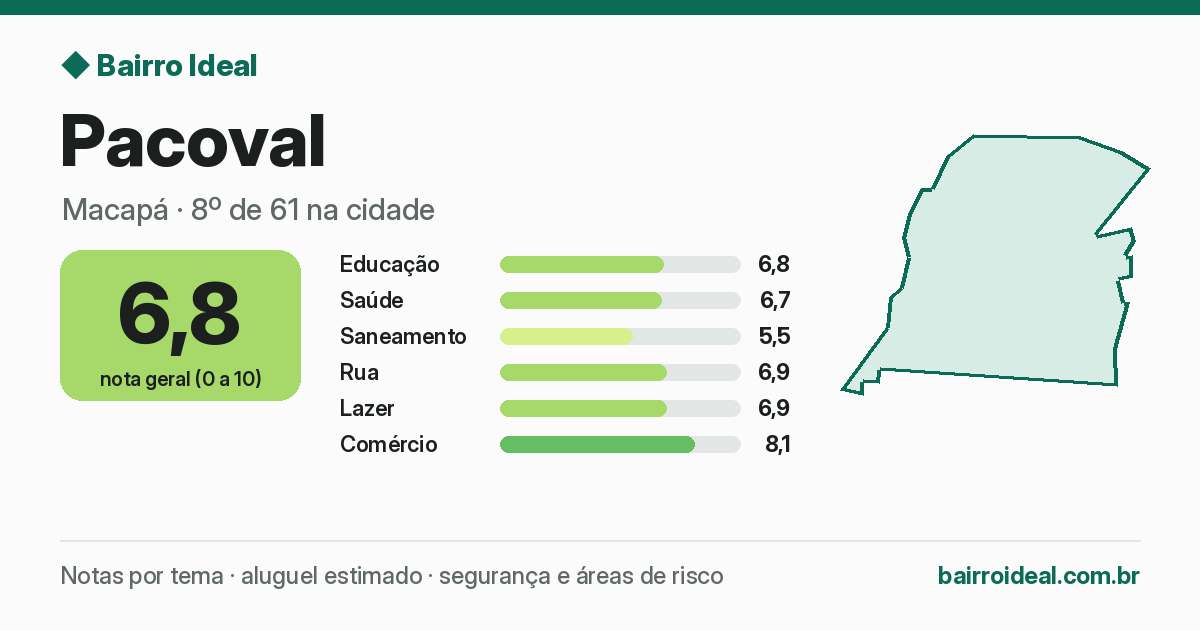 Bairro Ideal
Pacoval
Macapá · 8º de 61 na cidade
6,8
nota geral (0 a 10)
Educação 6,8
Saúde 6,7
Saneamento 5,5
Rua 6,9
Lazer 6,9
Comércio 8,1
Notas por tema · aluguel estimado · segurança e áreas de risco
bairroideal.com.br